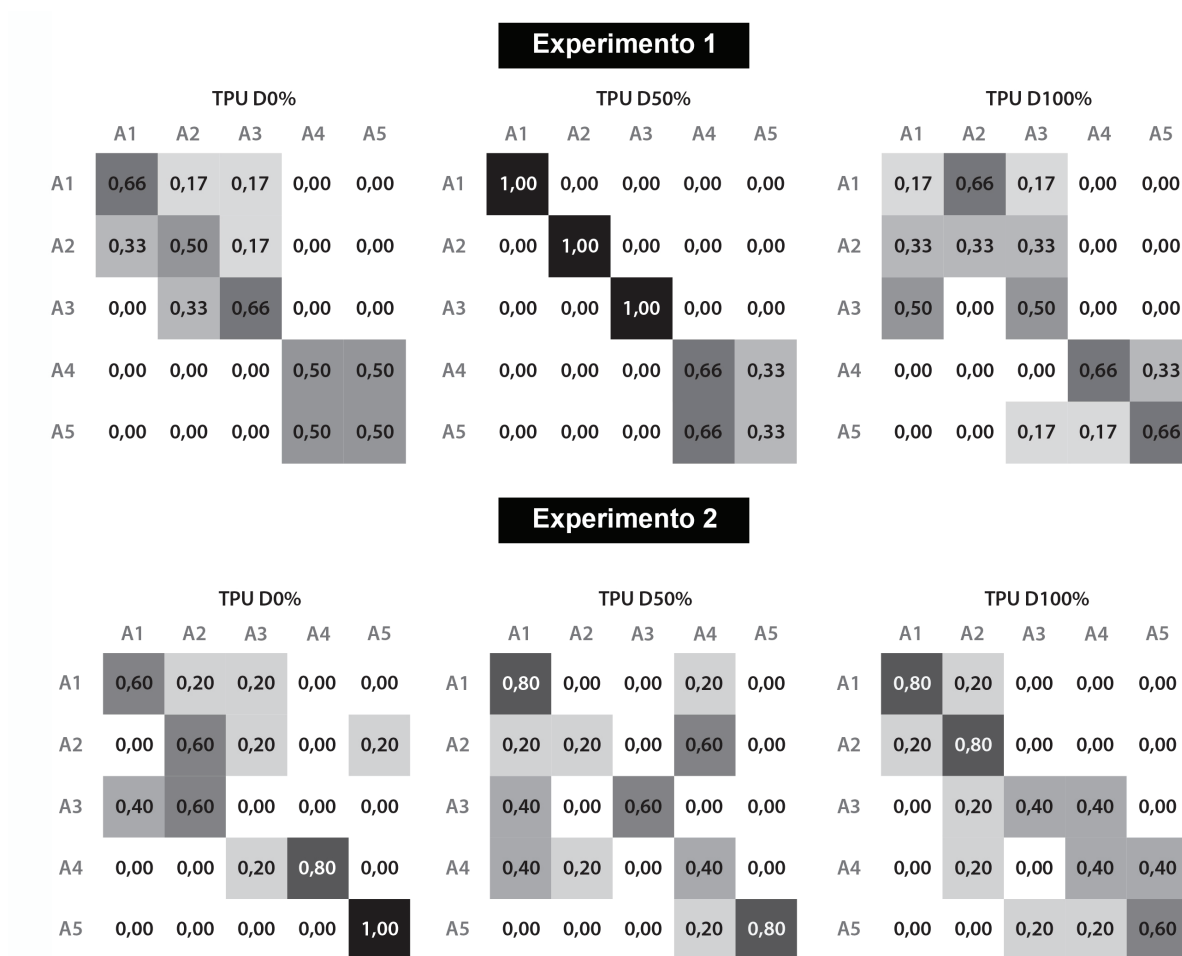 Experimento 1
TPU D0% TPU D50% TPU D100%
A1 A2 A3 A4 A5 A1 A2 A3 A4 A5 A1 A2 A3 A4 A5
A1 0,66 0,17 0,17 0,00 0,00 A1 1,00 0,00 0,00 0,00 0,00 A1 0,17 0,66 0,17 0,00 0,00
A2 0,33 0,50 0,17 0,00 0,00 A2 0,00 1,00 0,00 0,00 0,00 A2 0,33 0,33 0,33 0,00 0,00
A3 0,00 0,33 0,66 0,00 0,00 A3 0,00 0,00 1,00 0,00 0,00 A3 0,50 0,00 0,50 0,00 0,00
A4 0,00 0,00 0,00 0,50 0,50 A4 0,00 0,00 0,00 0,66 0,33 A4 0,00 0,00 0,00 0,66 0,33
A5 0,00 0,00 0,00 0,50 0,50 A5 0,00 0,00 0,00 0,66 0,33 A5 0,00 0,00 0,17 0,17 0,66
Experimento 2
TPU D0% TPU D50% TPU D100%
A1 A2 A3 A4 A5 A1 A2 A3 A4 A5 A1 A2 A3 A4 A5
A1 0,60 0,20 0,20 0,00 0,00 A1 0,80 0,00 0,00 0,20 0,00 A1 0,80 0,20 0,00 0,00 0,00
A2 0,00 0,60 0,20 0,00 0,20 A2 0,20 0,20 0,00 0,60 0,00 A2 0,20 0,80 0,00 0,00 0,00
A3 0,40 0,60 0,00 0,00 0,00 A3 0,40 0,00 0,60 0,00 0,00 A3 0,00 0,20 0,40 0,40 0,00
A4 0,00 0,00 0,20 0,80 0,00 A4 0,40 0,20 0,00 0,40 0,00 A4 0,00 0,20 0,00 0,40 0,40
A5 0,00 0,00 0,00 0,00 1,00 A5 0,00 0,00 0,00 0,20 0,80 A5 0,00 0,00 0,20 0,20 0,60